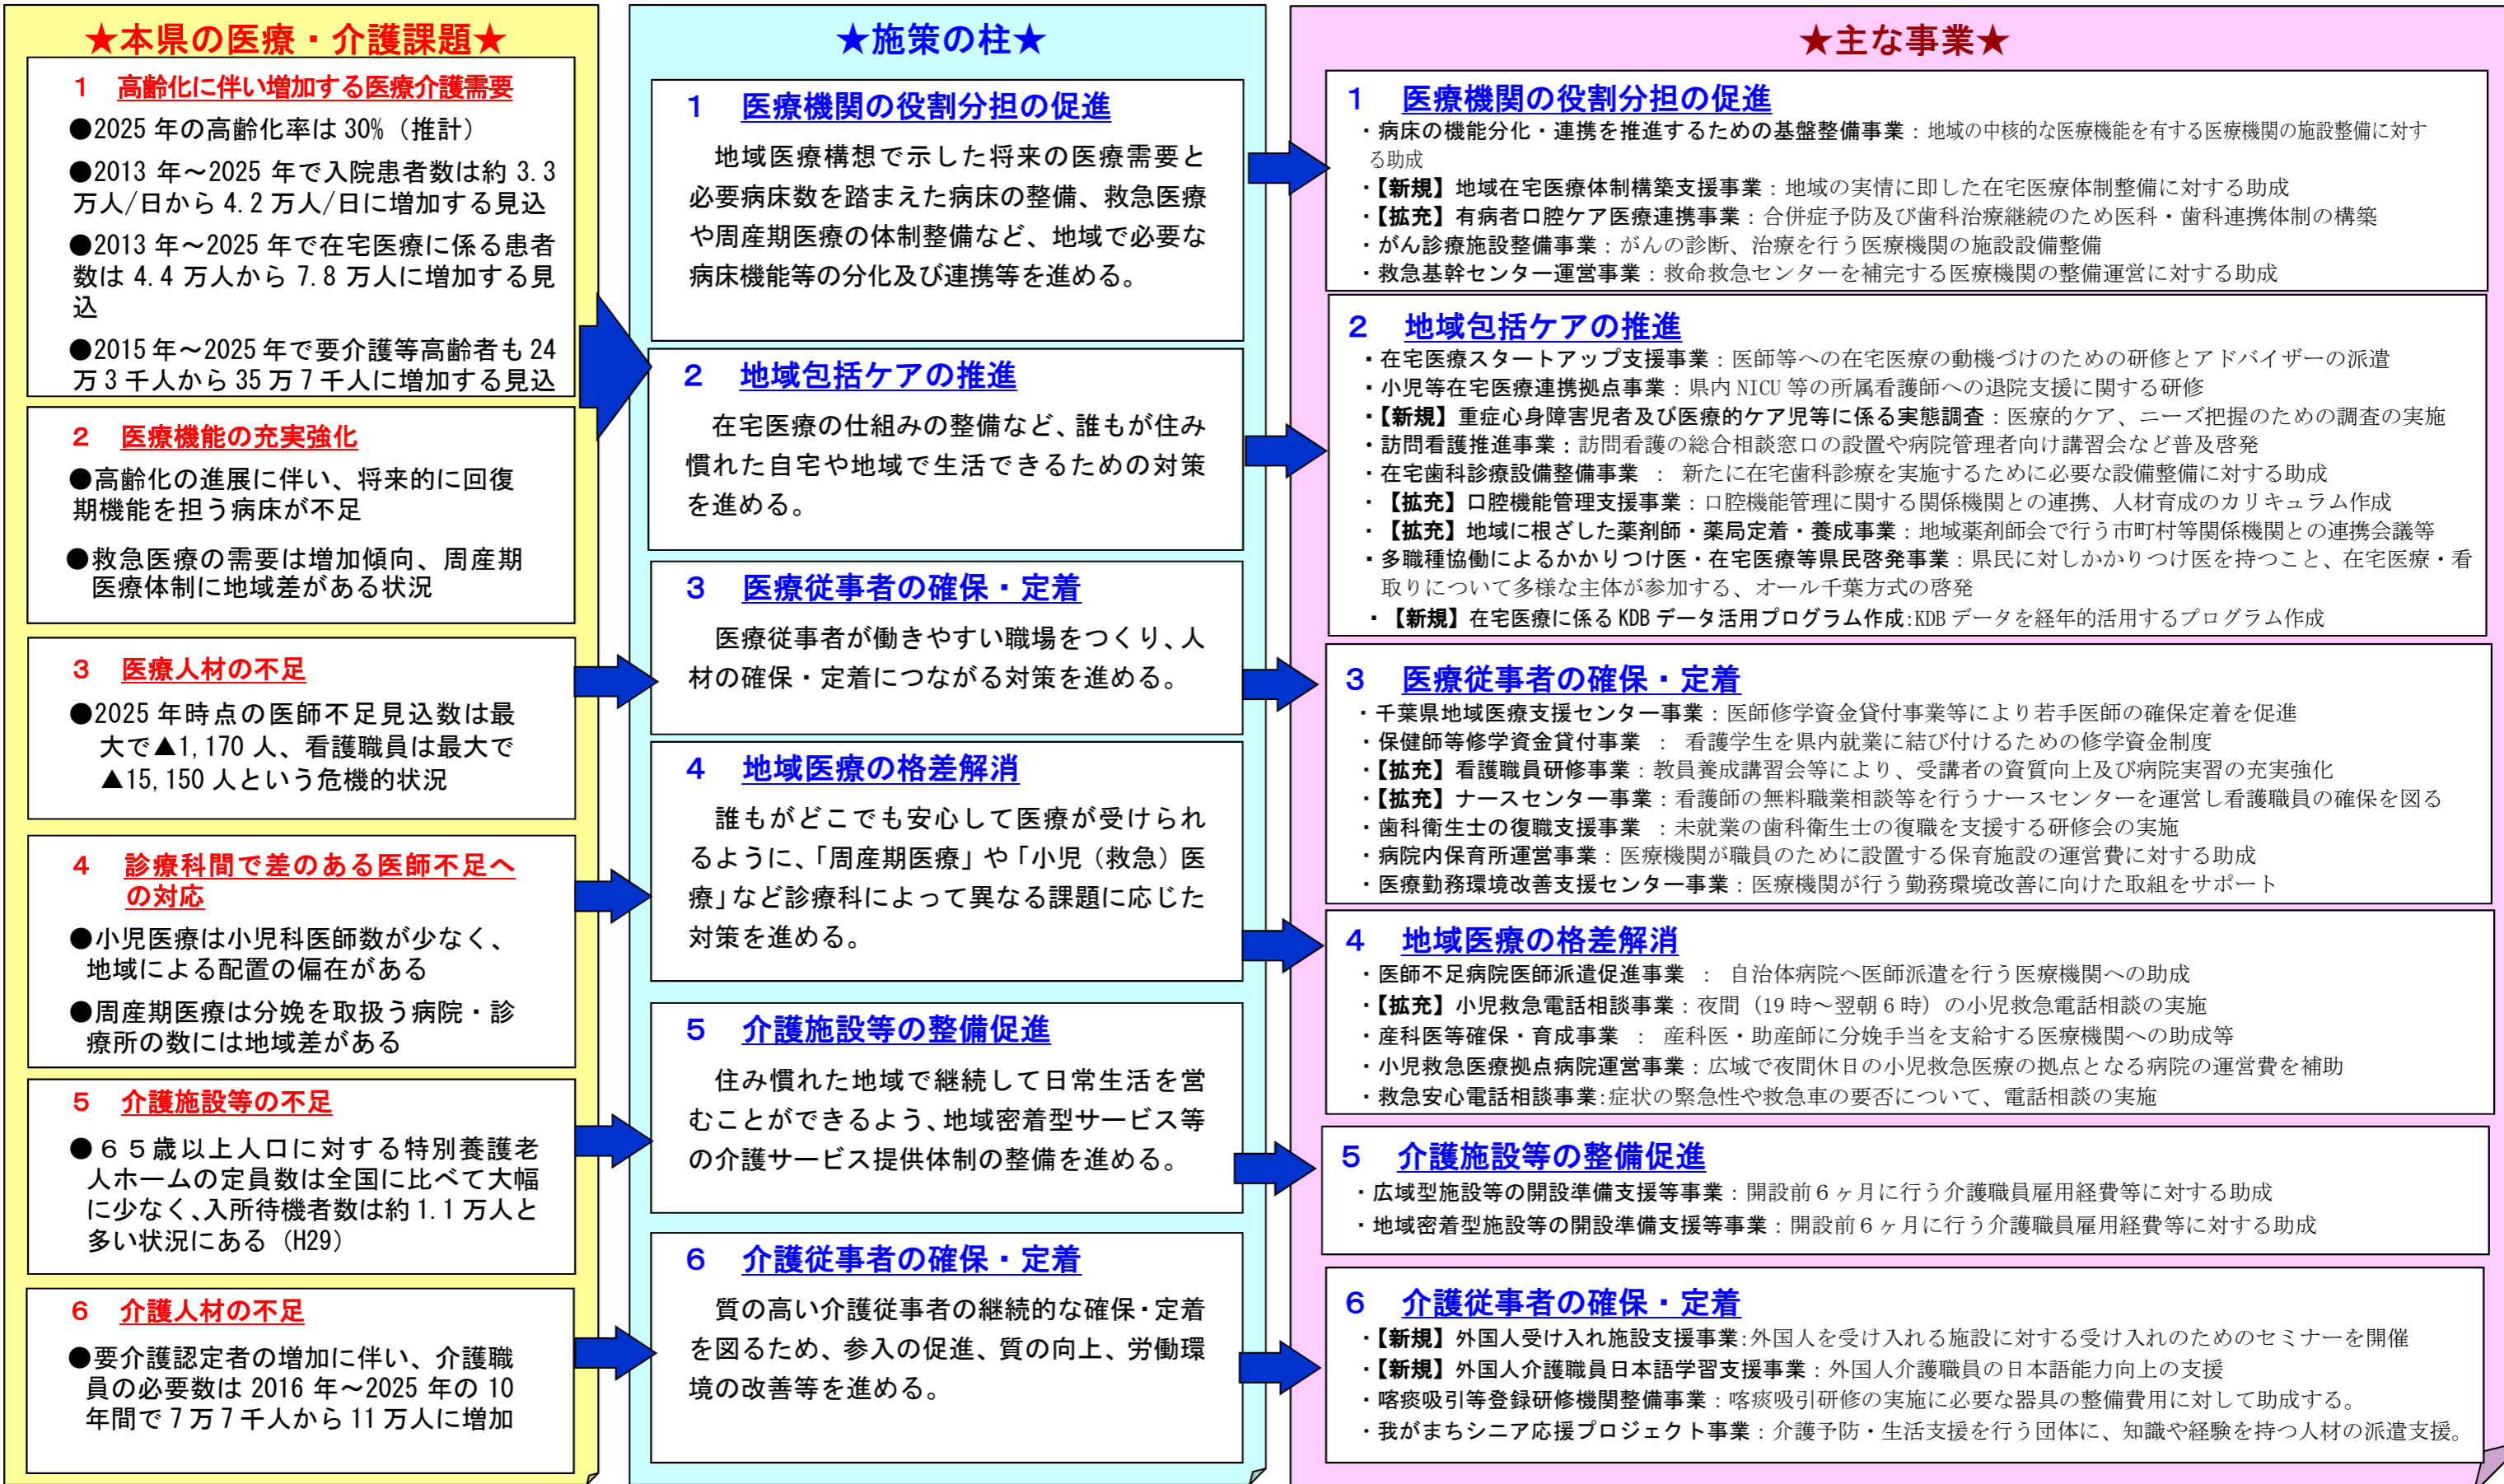 ★本県の医療・介護課題★
1 高齢化に伴い増加する医療介護需要
●2025年の高齢化率は30%（推計）
●2013年～2025年で入院患者数は約3.3
万人/日から4.2万人/日に増加する見込
●2013年～2025年で在宅医療に係る患者
数は4.4万人から7.8万人に増加する見
込
●2015年～2025年で要介護等高齢者も24
万3千人から35万7千人に増加する見込
2 医療機能の充実強化
●高齢化の進展に伴い、将来的に回復
期機能を担う病床が不足
●救急医療の需要は増加傾向、周産期
医療体制に地域差がある状況
3 医療人材の不足
●2025年時点の医師不足見込数は最
大で▲1,170人、看護職員は最大で
▲15,150人という危機的状況
4 診療科間で差のある医師不足へ
の対応
●小児医療は小児科医師数が少なく、
地域による配置の偏在がある
●周産期医療は分娩を取扱う病院・診
療所の数には地域差がある
5 介護施設等の不足
●６５歳以上人口に対する特別養護老
人ホームの定員数は全国に比べて大幅
に少なく、入所待機者数は約1.1万人と
多い状況にある（H29）
6 介護人材の不足
●要介護認定者の増加に伴い、介護職
員の必要数は2016年～2025年の10
年間で7万7千人から11万人に増加
★施策の柱★
1 医療機関の役割分担の促進
地域医療構想で示した将来の医療需要と
必要病床数を踏まえた病床の整備、救急医療
や周産期医療の体制整備など、地域で必要な
病床機能等の分化及び連携等を進める。
2 地域包括ケアの推進
在宅医療の仕組みの整備など、誰もが住み
慣れた自宅や地域で生活できるための対策
を進める。
3 医療従事者の確保・定着
医療従事者が働きやすい職場をつくり、人
材の確保・定着につながる対策を進める。
4 地域医療の格差解消
誰もがどこでも安心して医療が受けられ
るように、「周産期医療」や「小児（救急）医
療」など診療科によって異なる課題に応じた
対策を進める。
5 介護施設等の整備促進
住み慣れた地域で継続して日常生活を営
むことができるよう、地域密着型サービス等
の介護サービス提供体制の整備を進める。
6 介護従事者の確保・定着
質の高い介護従事者の継続的な確保・定着
を図るため、参入の促進、質の向上、労働環
境の改善等を進める。
★主な事業★
1 医療機関の役割分担の促進
・病床の機能分化・連携を推進するための基盤整備事業：地域の中核的な医療機能を有する医療機関の施設整備に対す
る助成
・【新規】地域在宅医療体制構築支援事業：地域の実情に即した在宅医療体制整備に対する助成
・【拡充】有病者口腔ケア医療連携事業：合併症予防及び歯科治療継続のため医科・歯科連携体制の構築
・がん診療施設整備事業：がんの診断、治療を行う医療機関の施設設備整備
・救急基幹センター運営事業：救命救急センターを補完する医療機関の整備運営に対する助成
2 地域包括ケアの推進
・在宅医療スタートアップ支援事業：医師等への在宅医療の動機づけのための研修とアドバイザーの派遣
・小児等在宅医療連携拠点事業：県内NICU等の所属看護師への退院支援に関する研修
・【新規】重症心身障害児者及び医療的ケア児等に係る実態調査：医療的ケア、ニーズ把握のための調査の実施
・訪問看護推進事業：訪問看護の総合相談窓口の設置や病院管理者向け講習会など普及啓発
・在宅歯科診療設備整備事業 ： 新たに在宅歯科診療を実施するために必要な設備整備に対する助成
・【拡充】口腔機能管理支援事業：口腔機能管理に関する関係機関との連携、人材育成のカリキュラム作成
・【拡充】地域に根ざした薬剤師・薬局定着・養成事業：地域薬剤師会で行う市町村等関係機関との連携会議等
・多職種協働によるかかりつけ医・在宅医療等県民啓発事業：県民に対しかかりつけ医を持つこと、在宅医療・看
取りについて多様な主体が参加する、オール千葉方式の啓発
・【新規】在宅医療に係るKDBデータ活用プログラム作成:KDBデータを経年的活用するプログラム作成
3 医療従事者の確保・定着
・千葉県地域医療支援センター事業：医師修学資金貸付事業等により若手医師の確保定着を促進
・保健師等修学資金貸付事業 ： 看護学生を県内就業に結び付けるための修学資金制度
・【拡充】看護職員研修事業：教員養成講習会等により、受講者の資質向上及び病院実習の充実強化
・【拡充】ナースセンター事業：看護師の無料職業相談等を行うナースセンターを運営し看護職員の確保を図る
・歯科衛生士の復職支援事業 ：未就業の歯科衛生士の復職を支援する研修会の実施
・病院内保育所運営事業：医療機関が職員のために設置する保育施設の運営費に対する助成
・医療勤務環境改善支援センター事業：医療機関が行う勤務環境改善に向けた取組をサポート
4 地域医療の格差解消
・医師不足病院医師派遣促進事業 ： 自治体病院へ医師派遣を行う医療機関への助成
・【拡充】小児救急電話相談事業：夜間（19時～翌朝6時）の小児救急電話相談の実施
・産科医等確保・育成事業 ： 産科医・助産師に分娩手当を支給する医療機関への助成等
・小児救急医療拠点病院運営事業：広域で夜間休日の小児救急医療の拠点となる病院の運営費を補助
・救急安心電話相談事業:症状の緊急性や救急車の要否について、電話相談の実施
5 介護施設等の整備促進
・広域型施設等の開設準備支援等事業：開設前６ヶ月に行う介護職員雇用経費等に対する助成
・地域密着型施設等の開設準備支援等事業：開設前６ヶ月に行う介護職員雇用経費等に対する助成
6 介護従事者の確保・定着
・【新規】外国人受け入れ施設支援事業:外国人を受け入れる施設に対する受け入れのためのセミナーを開催
・【新規】外国人介護職員日本語学習支援事業：外国人介護職員の日本語能力向上の支援
・喀痰吸引等登録研修機関整備事業：喀痰吸引研修の実施に必要な器具の整備費用に対して助成する。
・我がまちシニア応援プロジェクト事業：介護予防・生活支援を行う団体に、知識や経験を持つ人材の派遣支援。